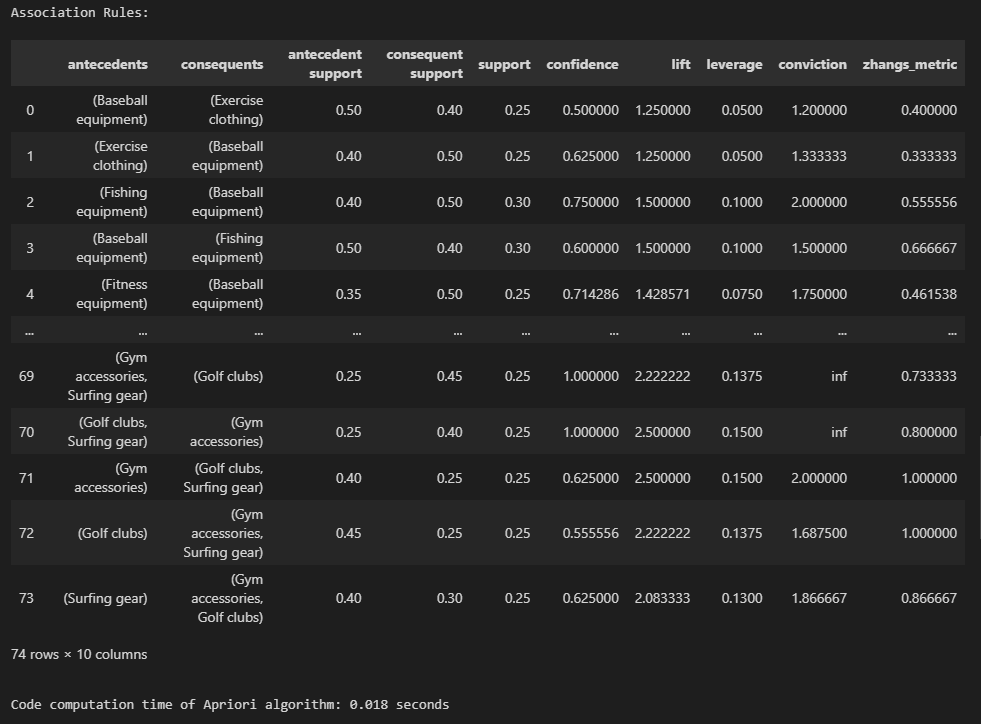 Association Rules:
antecedents consequents antecedent support consequent support support confidence lift leverage conviction zhangs_metric
0 (Baseball equipment) (Exercise clothing) 0.50 0.40 0.25 0.500000 1.250000 0.0500 1.200000 0.400000
1 (Exercise clothing) (Baseball equipment) 0.40 0.50 0.25 0.625000 1.250000 0.0500 1.333333 0.333333
2 (Fishing equipment) (Baseball equipment) 0.40 0.50 0.30 0.750000 1.500000 0.1000 2.000000 0.555556
3 (Baseball equipment) (Fishing equipment) 0.50 0.40 0.30 0.600000 1.500000 0.1000 1.500000 0.666667
4 (Fitness equipment) (Baseball equipment) 0.35 0.50 0.25 0.714286 1.428571 0.0750 1.750000 0.461538
... ... ... ... ... ... ... ... ... ... ...
69 (Gym accessories, Surfing gear) (Golf clubs) 0.25 0.45 0.25 1.000000 2.222222 0.1375 inf 0.733333
70 (Golf clubs, Surfing gear) (Gym accessories) 0.25 0.40 0.25 1.000000 2.500000 0.1500 inf 0.800000
71 (Gym accessories) (Golf clubs, Surfing gear) 0.40 0.25 0.25 0.625000 2.500000 0.1500 2.000000 1.000000
72 (Golf clubs) (Gym accessories, Surfing gear) 0.45 0.25 0.25 0.555556 2.222222 0.1375 1.687500 1.000000
73 (Surfing gear) (Gym accessories, Golf clubs) 0.40 0.30 0.25 0.625000 2.083333 0.1300 1.866667 0.866667
74 rows × 10 columns
Code computation time of Apriori algorithm: 0.018 seconds